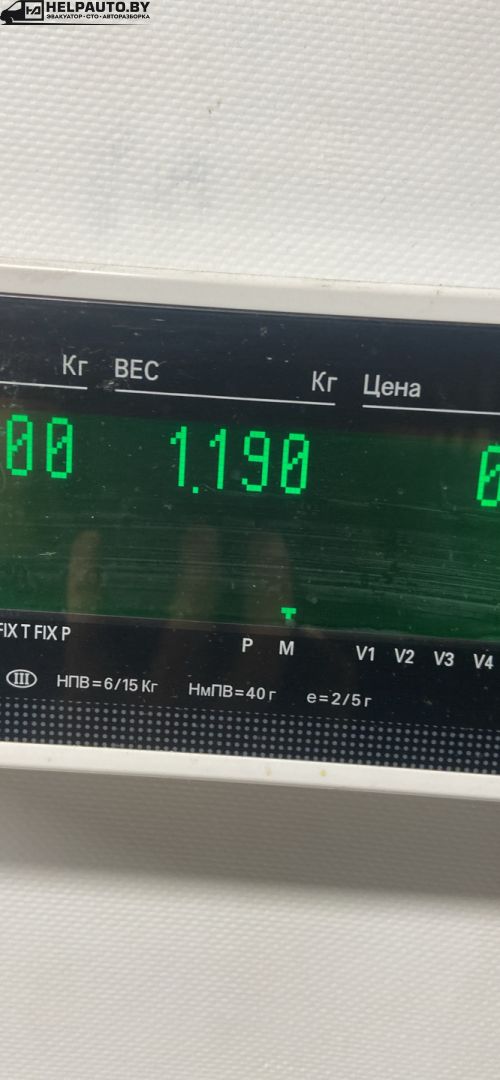 HELPAUTO.BY
ЭВАКУАТОР•СТО•АВТОРАЗБОРКА
Кг ВЕС Кг Цена
00 1.190 0
FIX T FIX P P M V1 V2 V3 V4
III НПВ=6/15 Кг НмПВ=40 г e=2/5 г